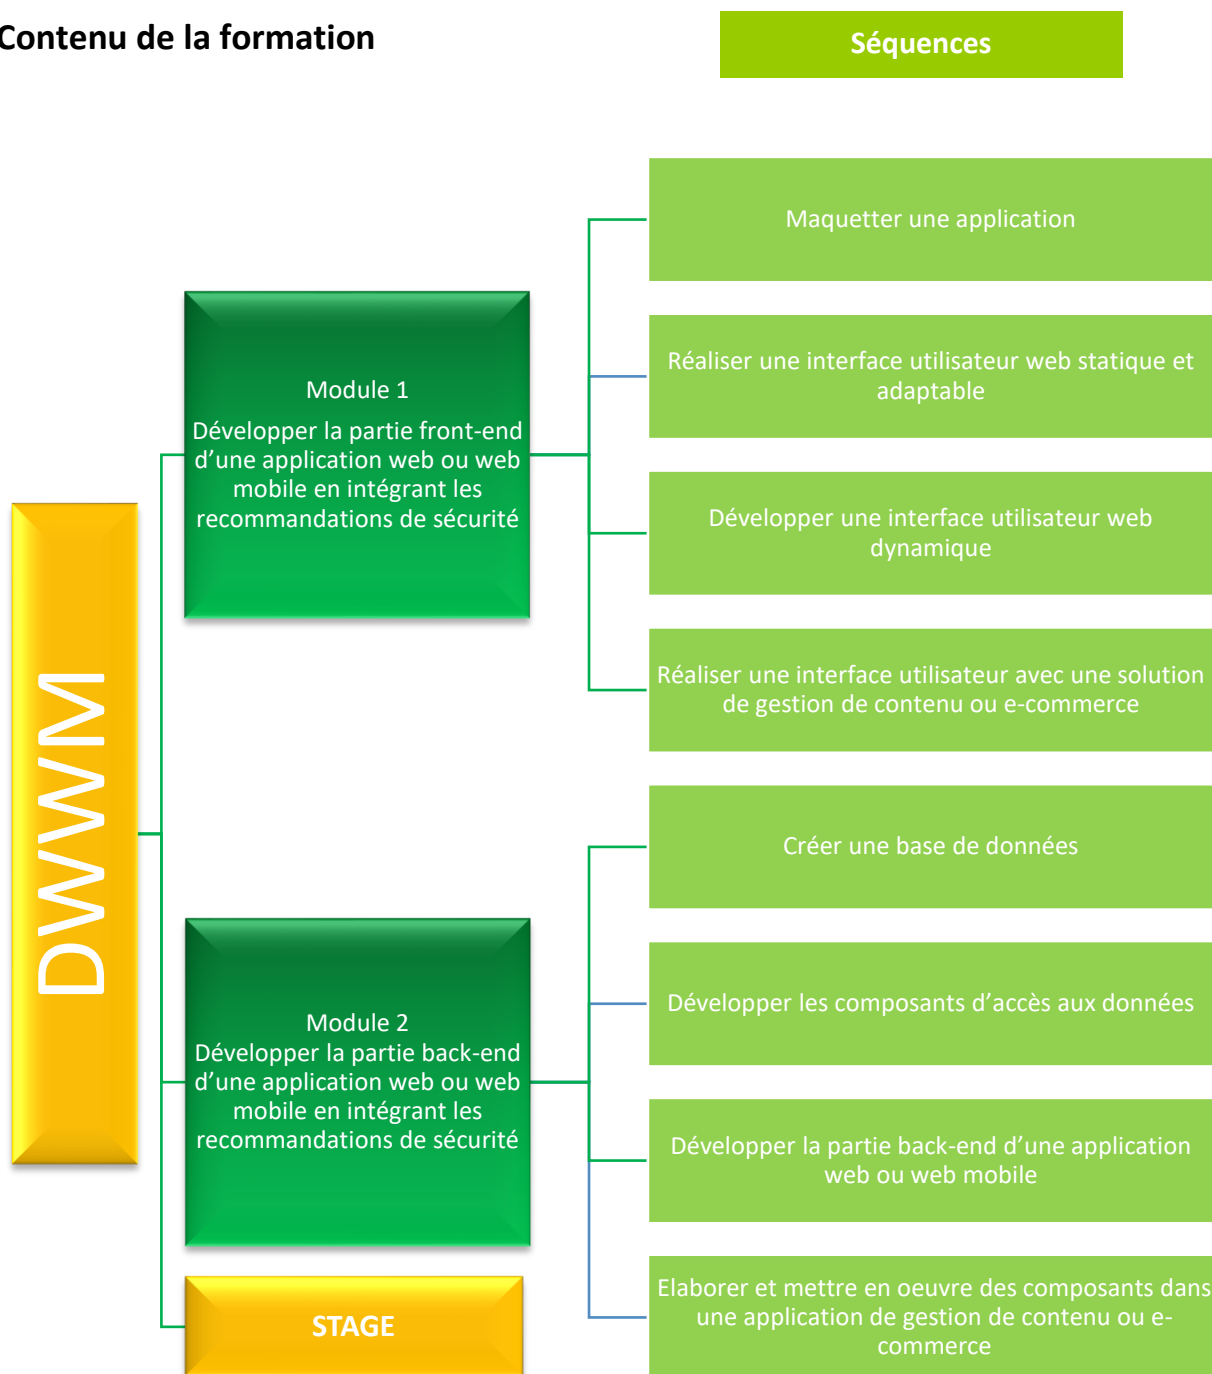 Contenu de la formation
Séquences
DWWM
Module 1
Développer la partie front-end
d’une application web ou web
mobile en intégrant les
recommandations de sécurité
Maquetter une application
Réaliser une interface utilisateur web statique et
adaptable
Développer une interface utilisateur web
dynamique
Réaliser une interface utilisateur avec une solution
de gestion de contenu ou e-commerce
Module 2
Développer la partie back-end
d’une application web ou web
mobile en intégrant les
recommandations de sécurité
Créer une base de données
Développer les composants d’accès aux données
Développer la partie back-end d’une application
web ou web mobile
Elaborer et mettre en oeuvre des composants dans
une application de gestion de contenu ou e-
commerce
STAGE